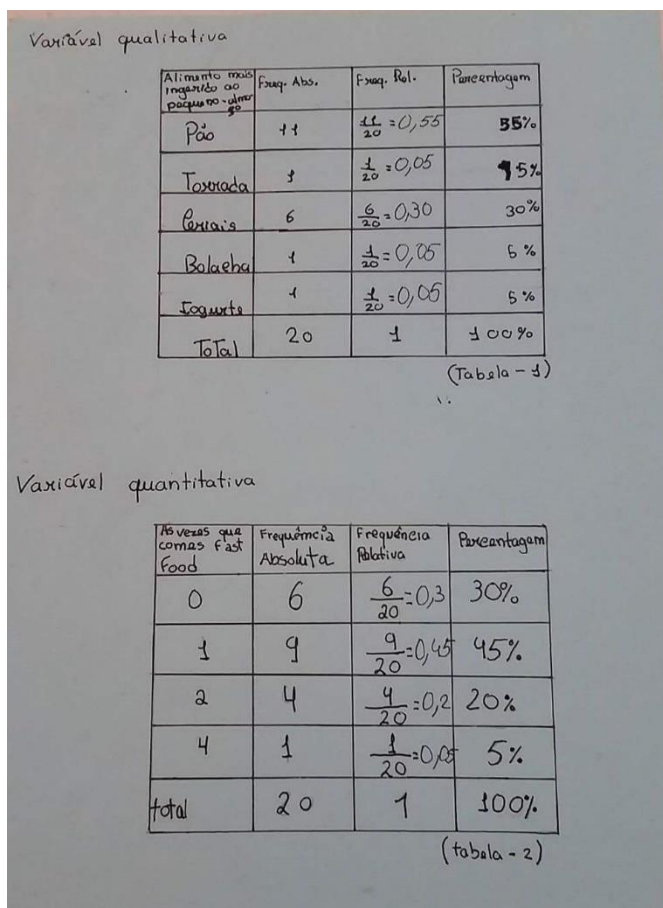 Variável qualitativa
Alimento mais ingerido ao pequeno-almoço Freq. Abs. Freq. Rel. Percentagem
Pão 11 11/20 = 0,55 55%
Torrada 1 1/20 = 0,05 5%
Ceriais 6 6/20 = 0,30 30%
Bolacha 1 1/20 = 0,05 5%
Iogurte 1 1/20 = 0,05 5%
Total 20 1 100%
(Tabela - 1)
Variável quantitativa
As vezes que comes Fast Food Frequência Absoluta Frequência Relativa Percentagem
0 6 6/20 = 0,3 30%
1 9 9/20 = 0,45 45%
2 4 4/20 = 0,2 20%
4 1 1/20 = 0,05 5%
total 20 1 100%
(tabela - 2)